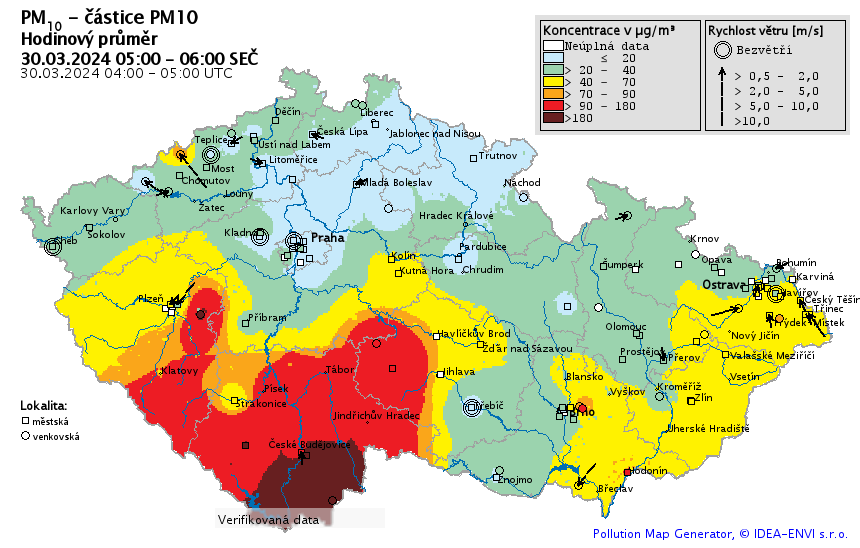 PM10 – částice PM10
Hodinový průměr
30.03.2024 05:00 – 06:00 SEČ
30.03.2024 04:00 – 05:00 UTC
Koncentrace v µg/m³
Neúplná data
≤ 20
> 20 - 40
> 40 - 70
> 70 - 90
> 90 - 180
>180
Rychlost větru [m/s]
Bezvětří
> 0,5 - 2,0
> 2,0 - 5,0
> 5,0 - 10,0
>10,0
Děčín
Liberec
Teplice
Česká Lípa
Jablonec nad Nisou
Ústí nad Labem
Litoměřice
Trutnov
Most
Chomutov
Mladá Boleslav
Náchod
Louny
Žatec
Karlovy Vary
Hradec Králové
Sokolov
Kladno
Praha
Cheb
Krnov
Kolín
Pardubice
Opava
Bohumín
Kutná Hora
Chrudim
Šumperk
Karviná
Ostrava
Havířov
Plzeň
Český Těšín
Příbram
Třinec
Frýdek-Místek
Olomouc
Havlíčkův Brod
Nový Jičín
Žďár nad Sázavou
Prostějov
Přerov
Valašské Meziříčí
Klatovy
Tábor
Jihlava
Blansko
Vsetín
Písek
Kroměříž
Vyškov
Strakonice
Třebíč
Zlín
Lokalita:
městská
venkovská
Jindřichův Hradec
Brno
Uherské Hradiště
České Budějovice
Hodonín
Znojmo
Břeclav
Verifikovaná data
Pollution Map Generator, © IDEA-ENVI s.r.o.